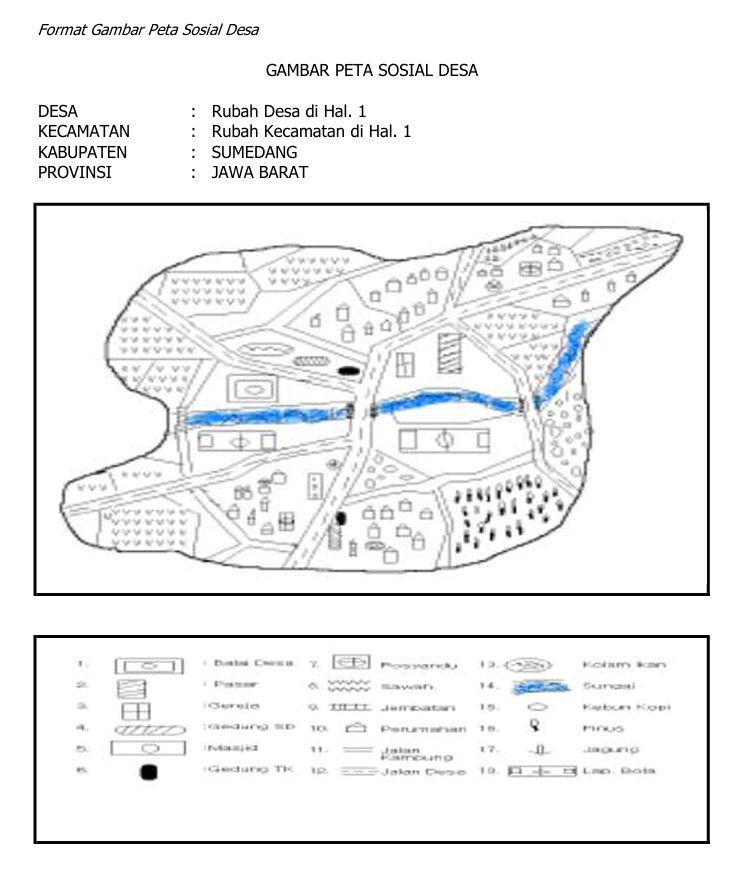 Format Gambar Peta Sosial Desa
GAMBAR PETA SOSIAL DESA
DESA : Rubah Desa di Hal. 1
KECAMATAN : Rubah Kecamatan di Hal. 1
KABUPATEN : SUMEDANG
PROVINSI : JAWA BARAT
1. : Balai Desa
2. : Pasar
3. :Gereja
4. :Gedung SD
5. :Masjid
6. :Gedung TK
7. Posyandu
8. Sawah
9. Jembatan
10. Perumahan
11. Jalan
Kampung
12. Jalan Desa
13. Kolam Ikan
14. Sungai
15. Kebun Kopi
16. Pinus
17. Jagung
18. Lap. Bola